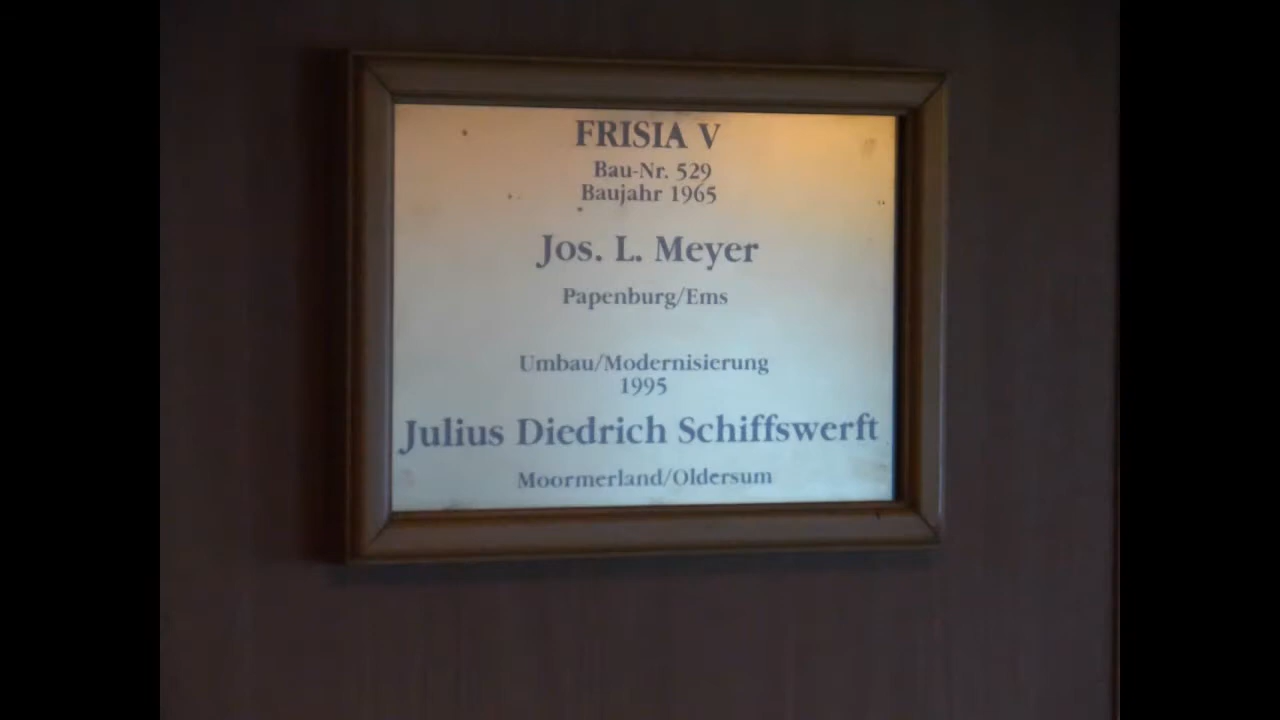 FRISIA V
Bau-Nr. 529
Baujahr 1965
Jos. L. Meyer
Papenburg/Ems
Umbau/Modernisierung
1995
Julius Diedrich Schiffswerft
Moormerland/Oldersum